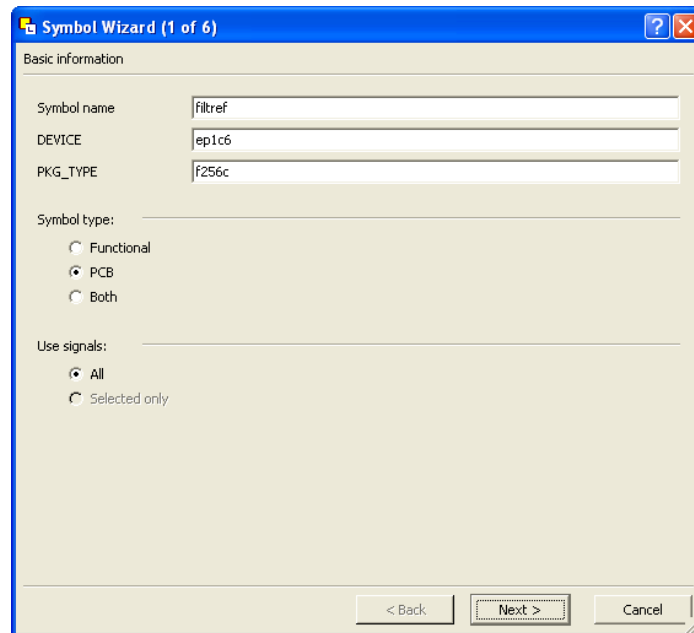 Symbol Wizard (1 of 6)
Basic information
Symbol name filtref
DEVICE ep1c6
PKG_TYPE f256c
Symbol type:
Functional
PCB
Both
Use signals:
All
Selected only
< Back Next > Cancel